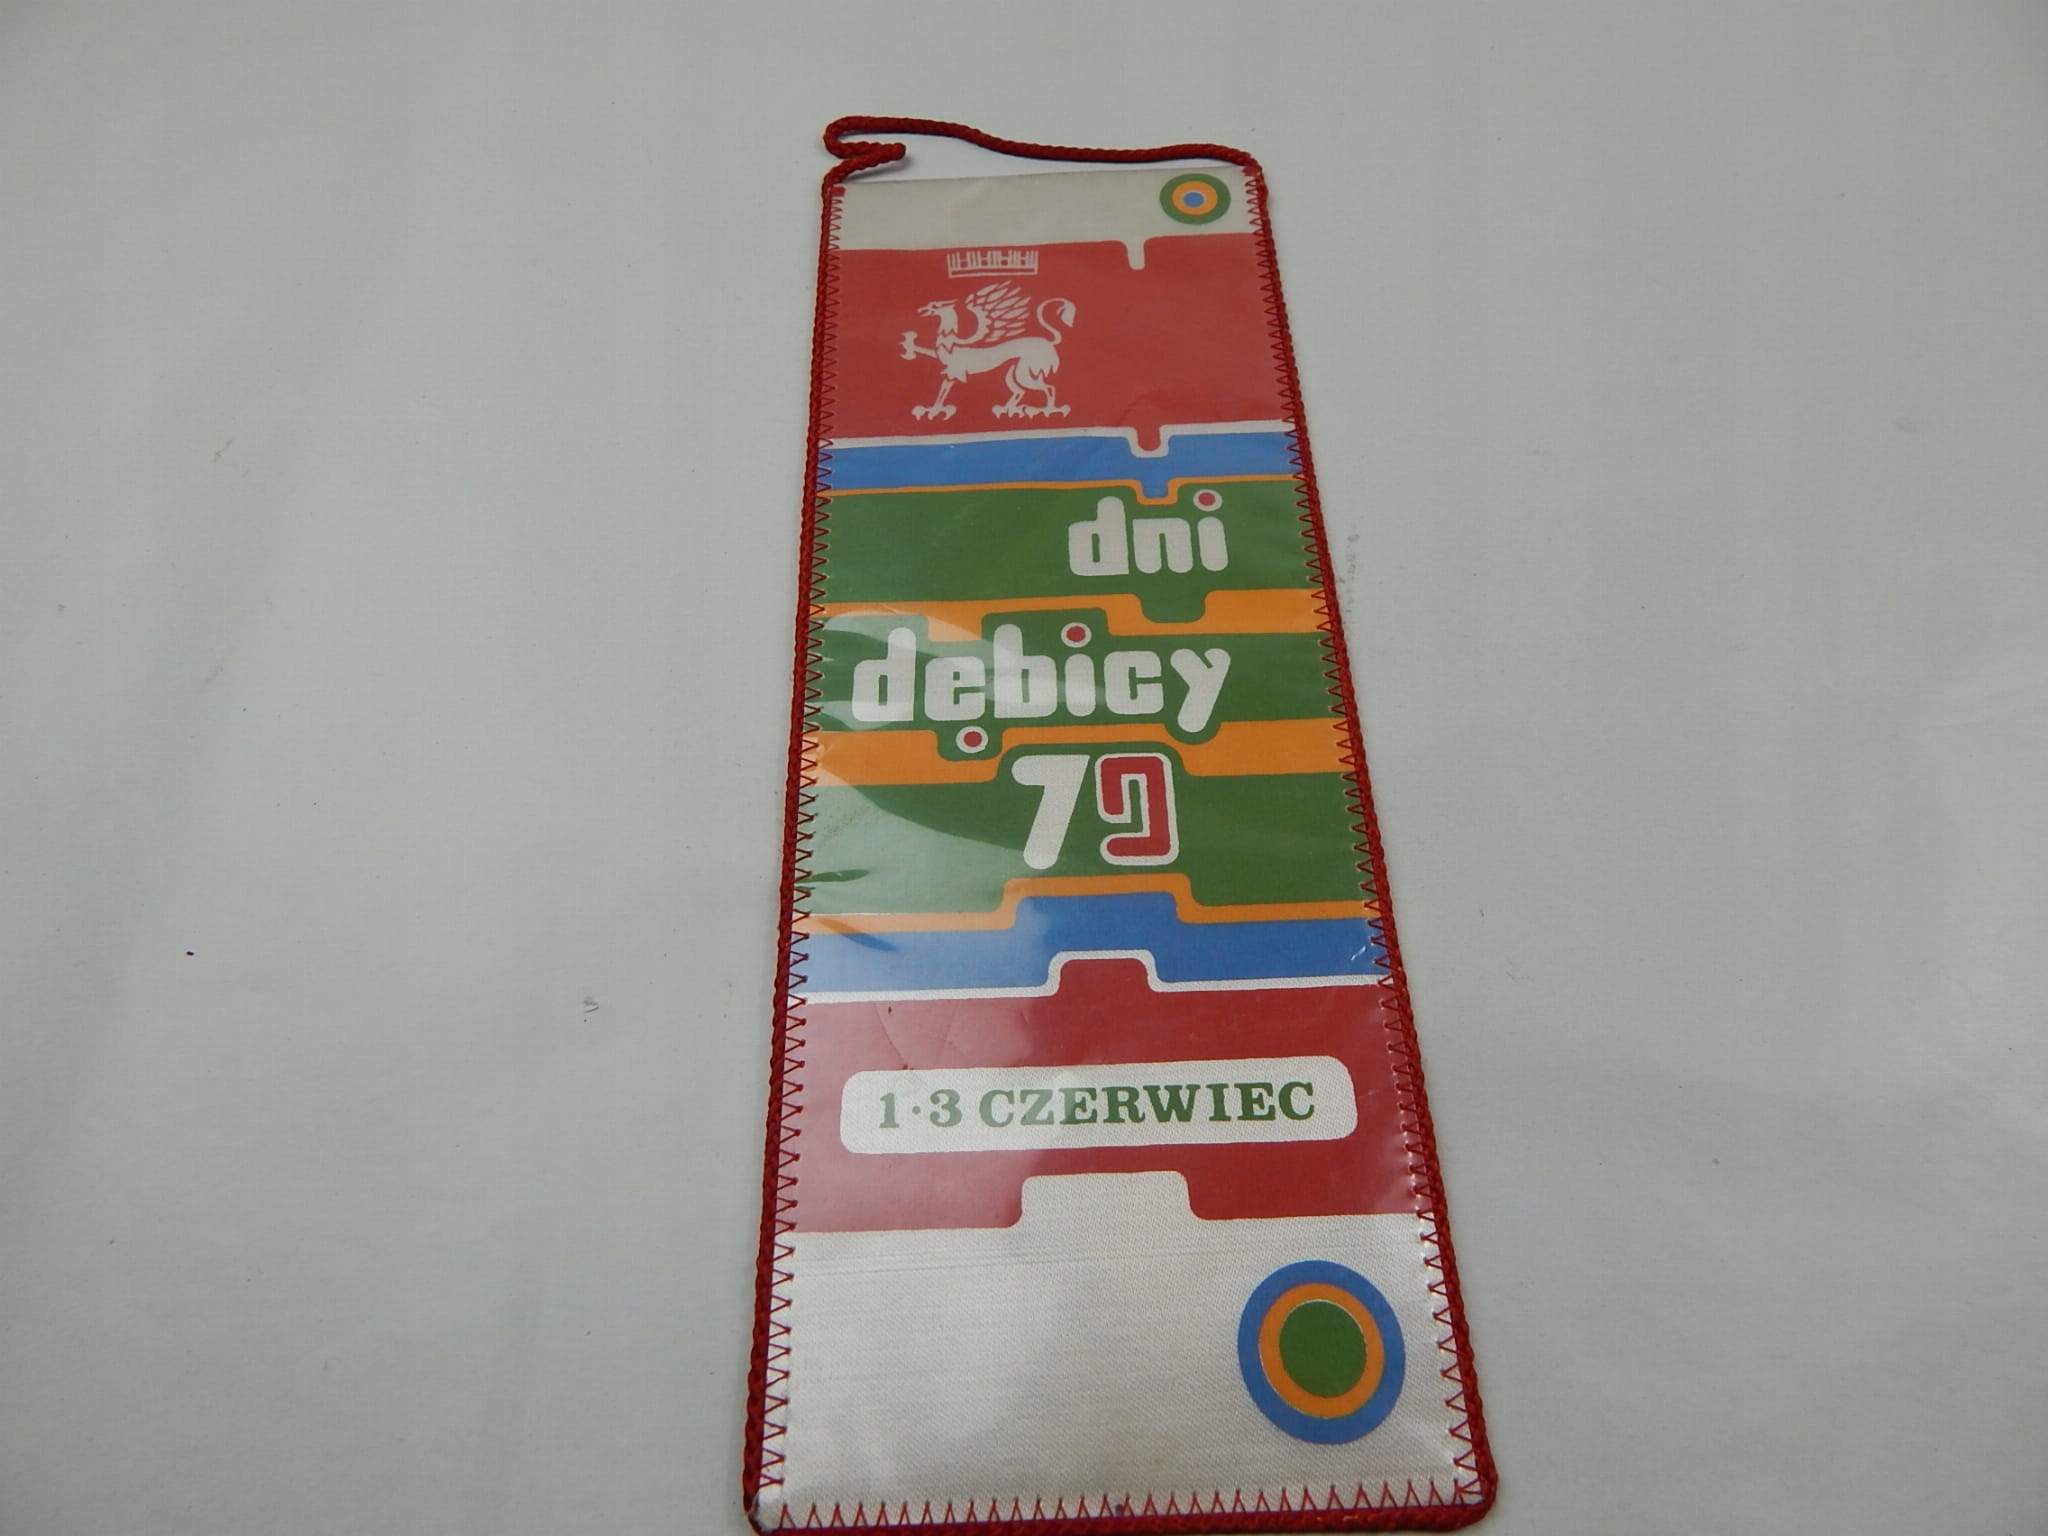 dni
dębicy
79
1·3 CZERWIEC